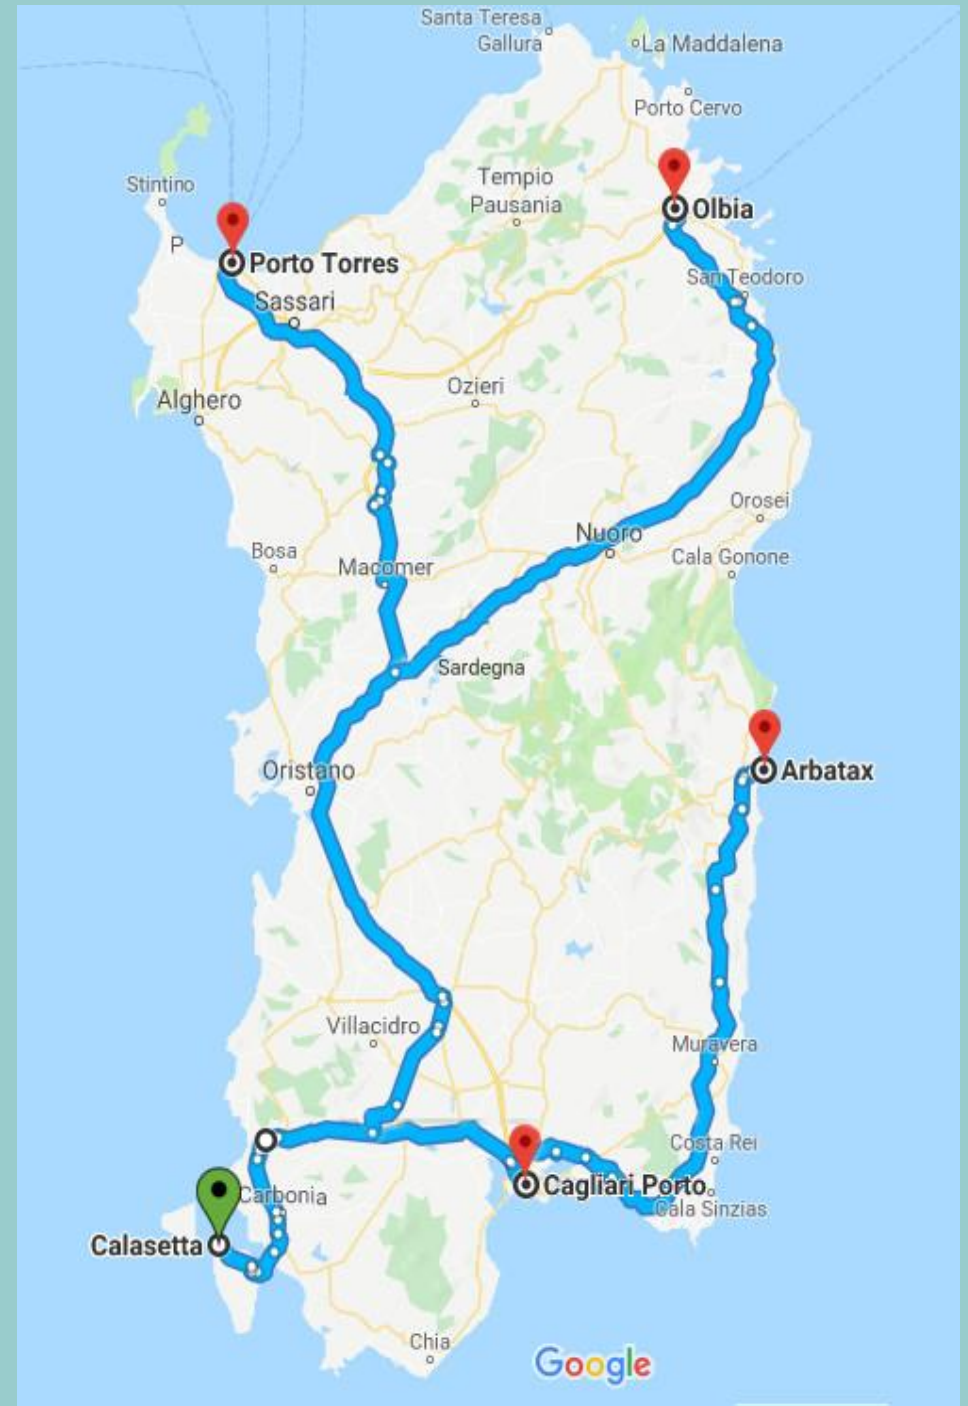 Santa Teresa
Gallura
La Maddalena
Porto Cervo
Stintino
Tempio
Pausania
Olbia
P
Porto Torres
San Teodoro
Sassari
Ozieri
Alghero
Orosei
Nuoro
Bosa
Cala Gonone
Macomer
Sardegna
Oristano
Arbatax
Villacidro
Muravera
Costa Rei
Cagliari Porto
Carbonia
Cala Sinzias
Calasetta
Chia
Google